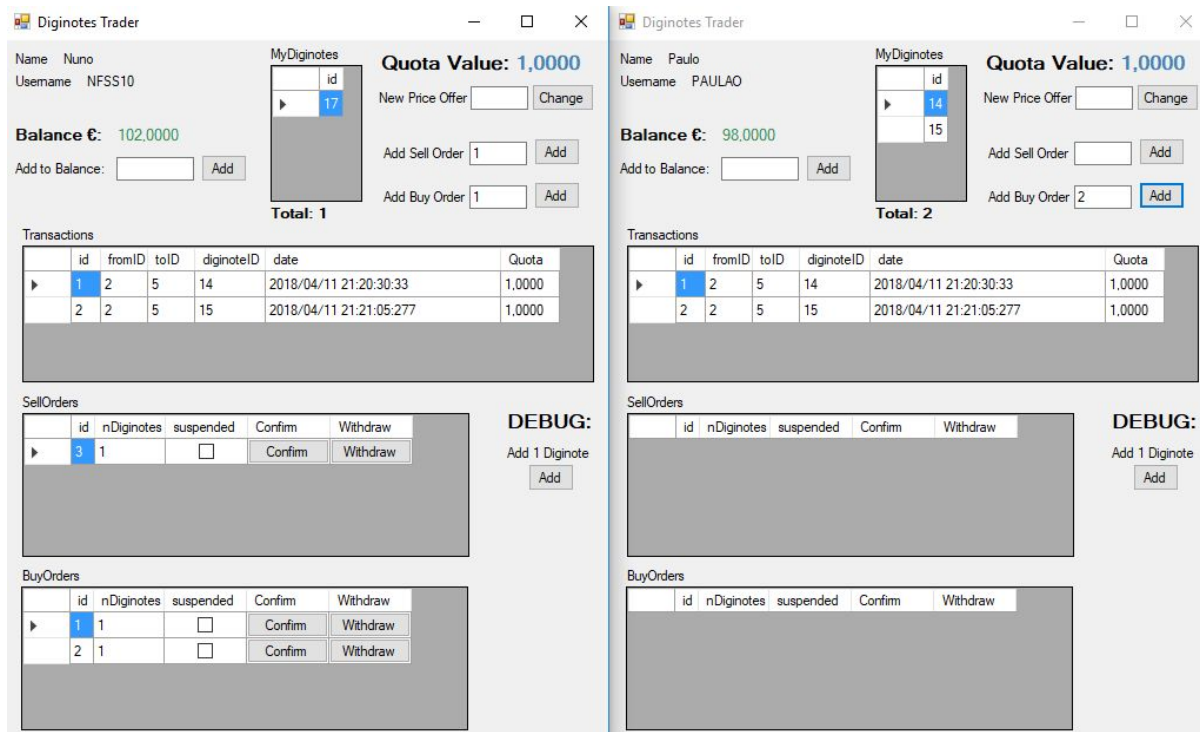 Diginotes Trader
Name Nuno
Username NFSS10
Balance €: 102,0000
Add to Balance: Add
MyDiginotes
id
17
Total: 1
Quota Value: 1,0000
New Price Offer Change
Add Sell Order 1 Add
Add Buy Order 1 Add
Transactions
id fromID toID diginoteID date Quota
1 2 5 14 2018/04/11 21:20:30:33 1,0000
2 2 5 15 2018/04/11 21:21:05:277 1,0000
SellOrders
id nDiginotes suspended Confirm Withdraw
3 1 Confirm Withdraw
DEBUG:
Add 1 Diginote
Add
BuyOrders
id nDiginotes suspended Confirm Withdraw
1 1 Confirm Withdraw
2 1 Confirm Withdraw
Diginotes Trader
Name Paulo
Username PAULAO
Balance €: 98,0000
Add to Balance: Add
MyDiginotes
id
14
15
Total: 2
Quota Value: 1,0000
New Price Offer Change
Add Sell Order Add
Add Buy Order 2 Add
Transactions
id fromID toID diginoteID date Quota
1 2 5 14 2018/04/11 21:20:30:33 1,0000
2 2 5 15 2018/04/11 21:21:05:277 1,0000
SellOrders
id nDiginotes suspended Confirm Withdraw
DEBUG:
Add 1 Diginote
Add
BuyOrders
id nDiginotes suspended Confirm Withdraw